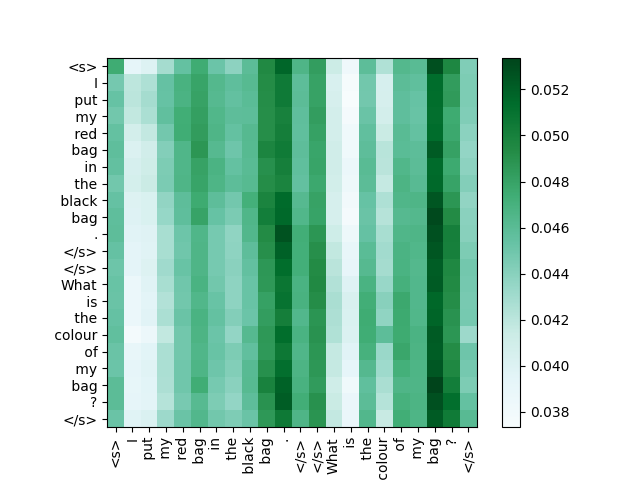 <s>
I
put
my
red
bag
in
the
black
bag
.
</s>
</s>
What
is
the
colour
of
my
bag
?
</s>
<s>
I
put
my
red
bag
in
the
black
bag
.
</s>
</s>
What
is
the
colour
of
my
bag
?
</s>
0.052
0.050
0.048
0.046
0.044
0.042
0.040
0.038